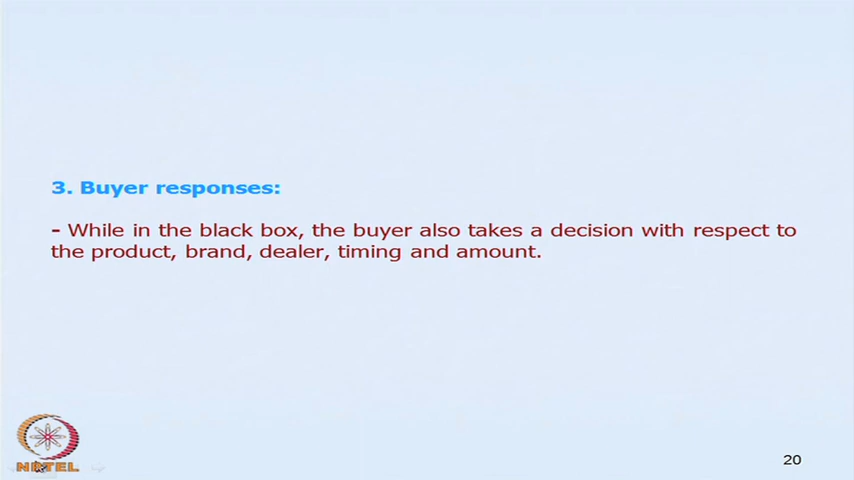 3. Buyer responses:
- While in the black box, the buyer also takes a decision with respect to
the product, brand, dealer, timing and amount.
NPTEL
20